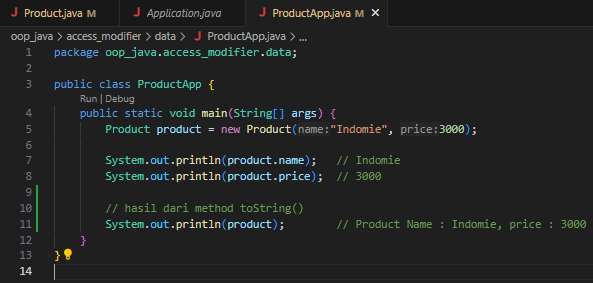 Product.java M Application.java ProductApp.java M ×
oop_java > access_modifier > data > ProductApp.java > ...
1 package oop_java.access_modifier.data;
2
3 public class ProductApp {
Run | Debug
4 public static void main(String[] args) {
5 Product product = new Product(name:"Indomie", price:3000);
6
7 System.out.println(product.name); // Indomie
8 System.out.println(product.price); // 3000
9
10 // hasil dari method toString()
11 System.out.println(product); // Product Name : Indomie, price : 3000
12 }
13 }
14